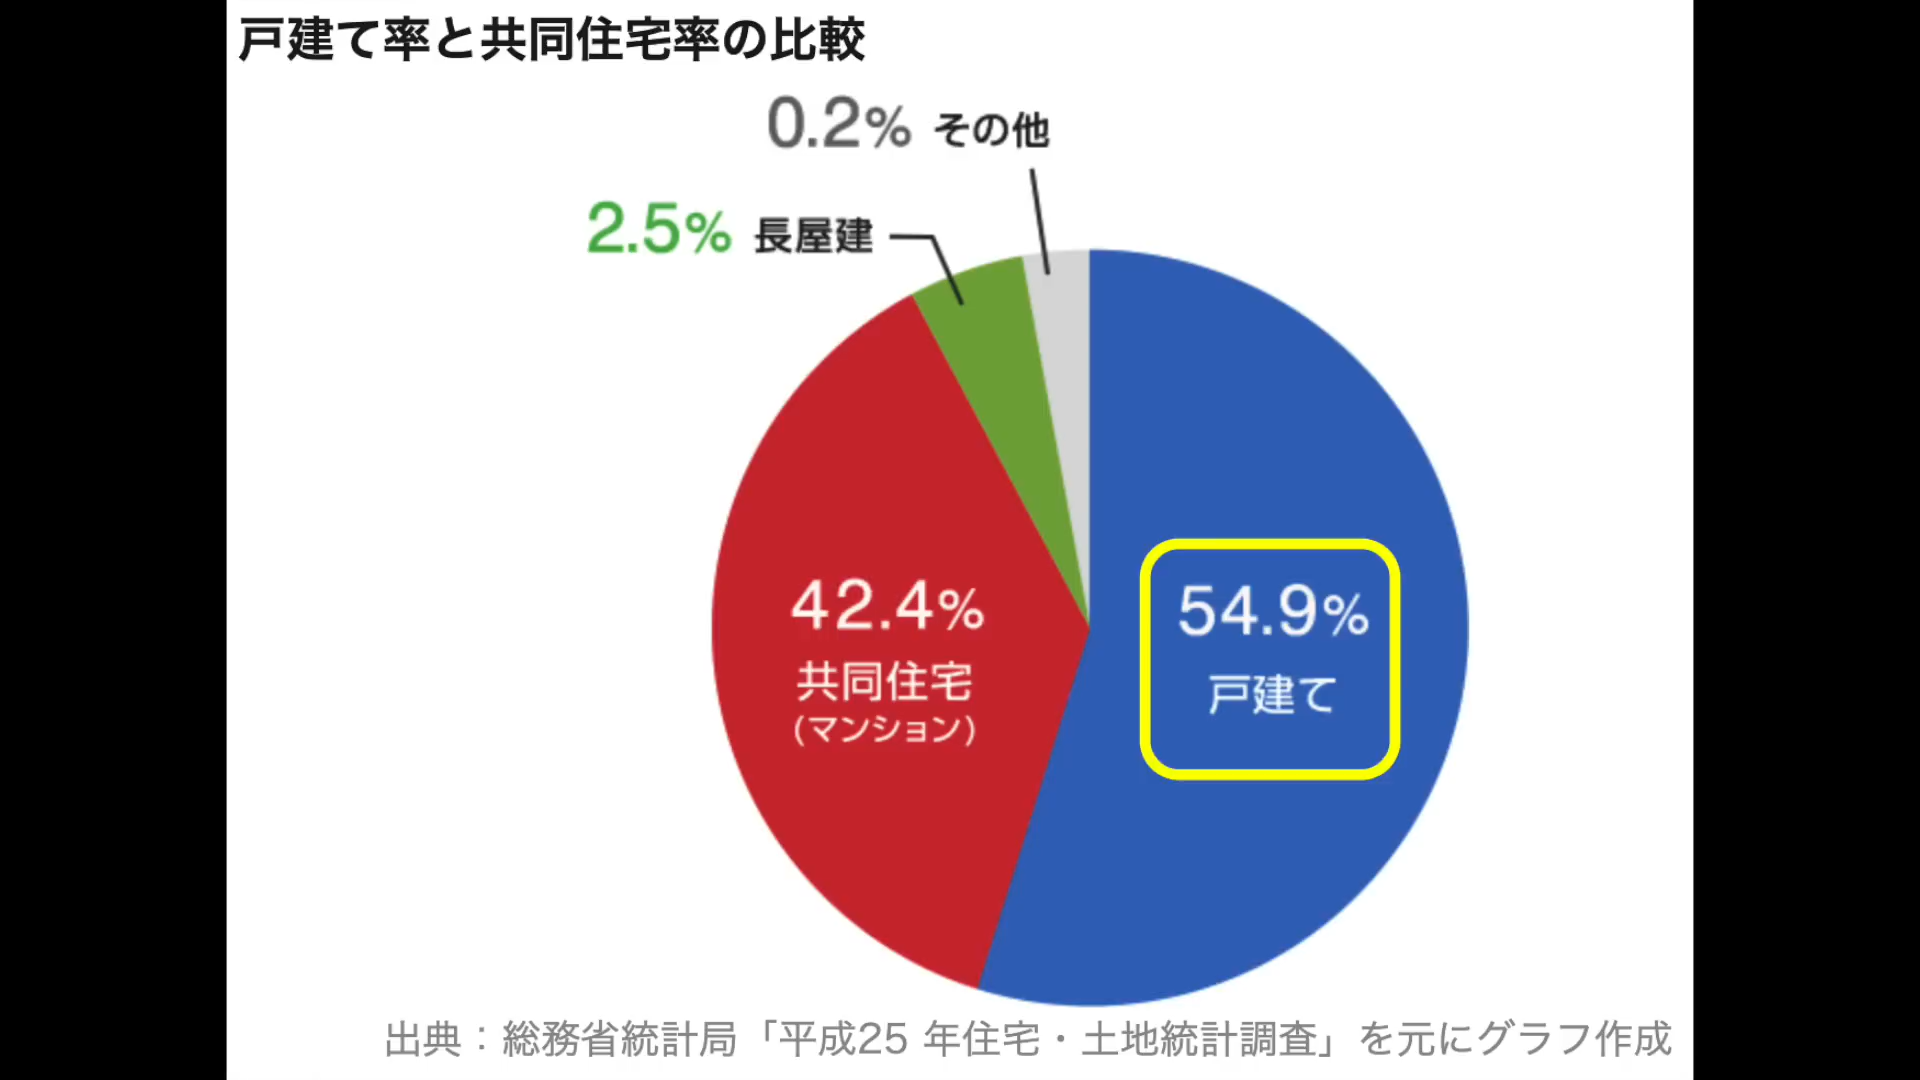 戸建て率と共同住宅率の比較
0.2% その他
2.5% 長屋建
42.4%
共同住宅
(マンション)
54.9%
戸建て
出典：総務省統計局「平成25 年住宅・土地統計調査」を元にグラフ作成